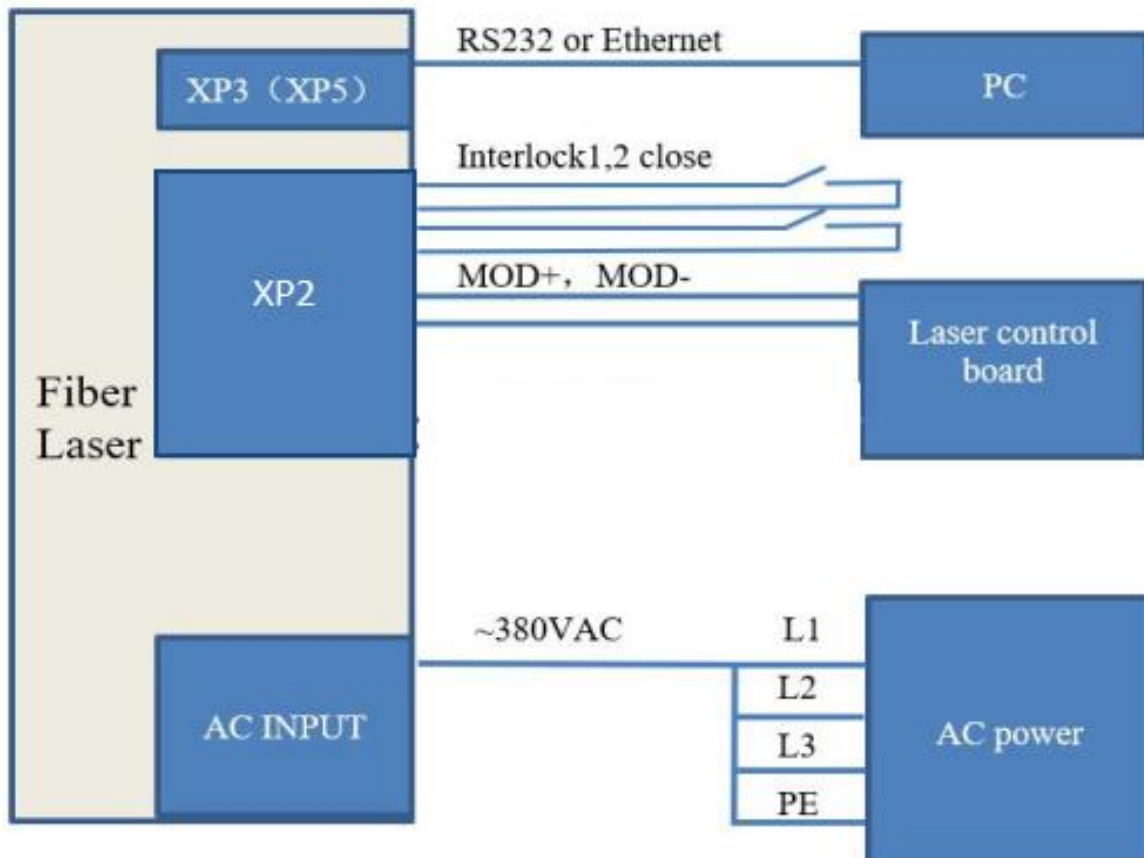 RS232 or Ethernet
XP3（XP5）
PC
Interlock1,2 close
XP2
MOD+，MOD-
Laser control
board
Fiber
Laser
~380VAC
L1
L2
AC INPUT
L3
AC power
PE